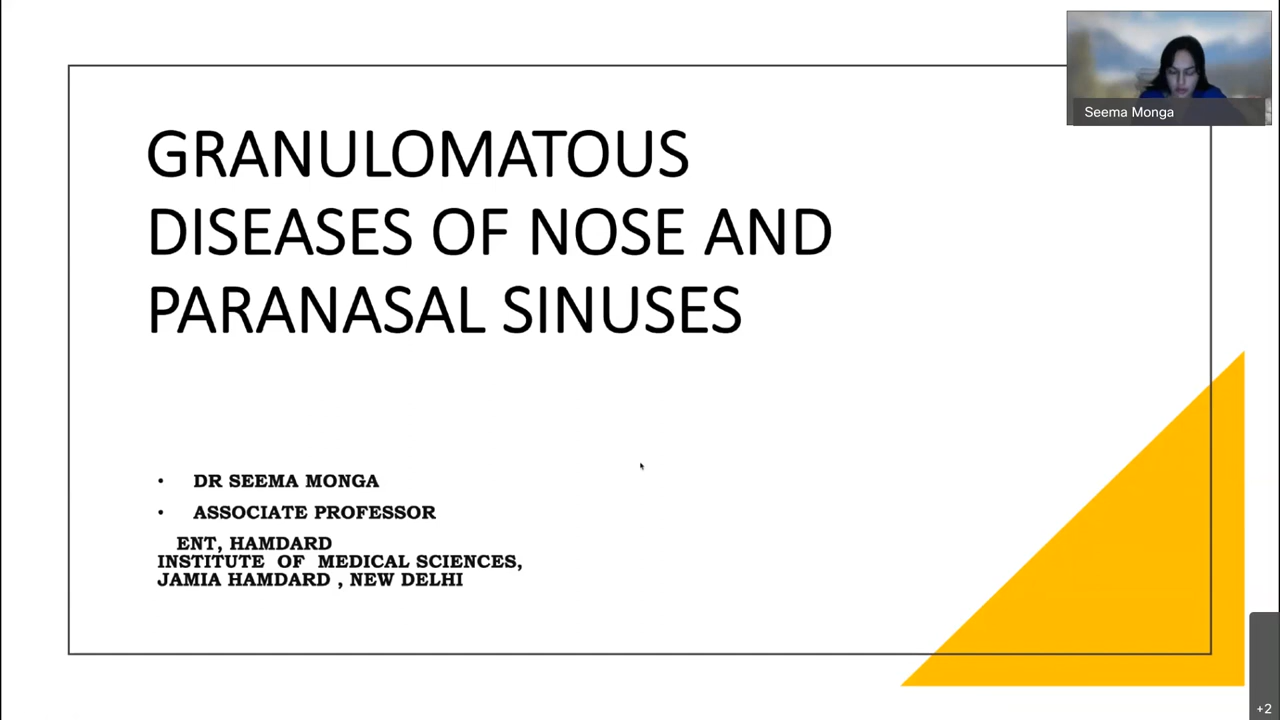 Seema Monga
GRANULOMATOUS
DISEASES OF NOSE AND
PARANASAL SINUSES
• DR SEEMA MONGA
• ASSOCIATE PROFESSOR
ENT, HAMDARD
INSTITUTE OF MEDICAL SCIENCES,
JAMIA HAMDARD , NEW DELHI
+2